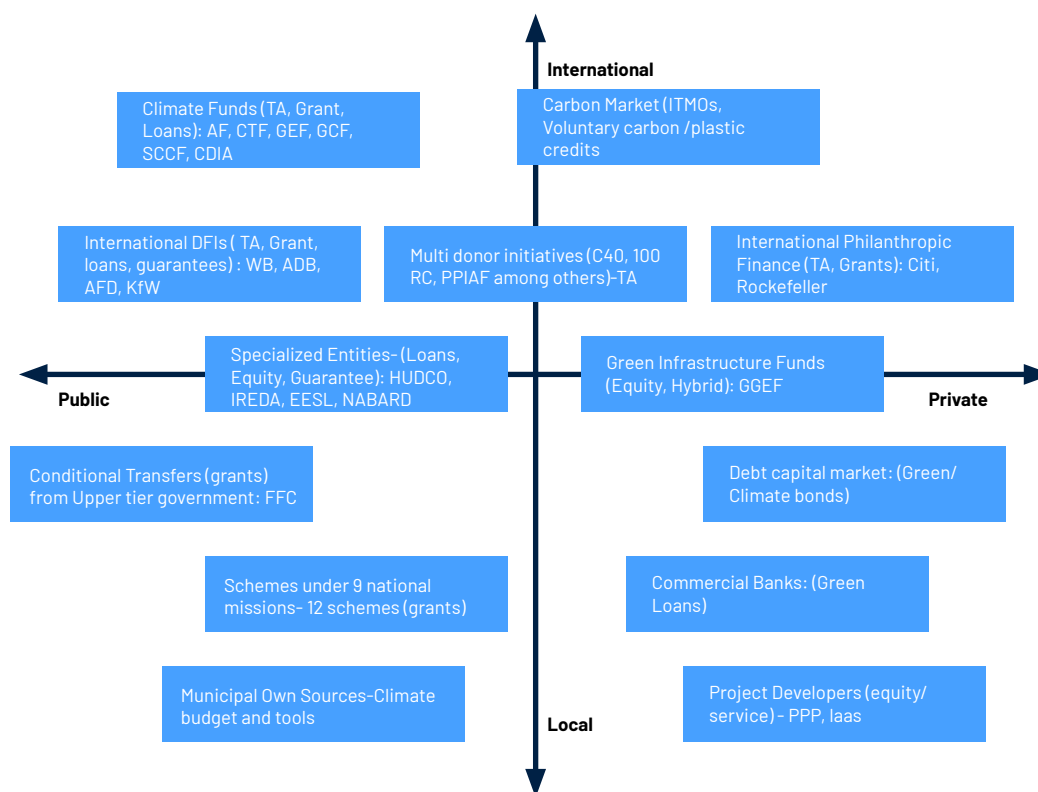 International
Climate Funds (TA, Grant,
Loans): AF, CTF, GEF, GCF,
SCCF, CDIA
Carbon Market (ITMOs,
Voluntary carbon /plastic
credits
International DFIs ( TA, Grant,
loans, guarantees) : WB, ADB,
AFD, KfW
Multi donor initiatives (C40, 100
RC, PPIAF among others)-TA
International Philanthropic
Finance (TA, Grants): Citi,
Rockefeller
Specialized Entities- (Loans,
Equity, Guarantee): HUDCO,
IREDA, EESL, NABARD
Green Infrastructure Funds
(Equity, Hybrid): GGEF
Public
Private
Conditional Transfers (grants)
from Upper tier government: FFC
Debt capital market: (Green/
Climate bonds)
Schemes under 9 national
missions- 12 schemes (grants)
Commercial Banks: (Green
Loans)
Municipal Own Sources-Climate
budget and tools
Project Developers (equity/
service) - PPP, Iaas
Local